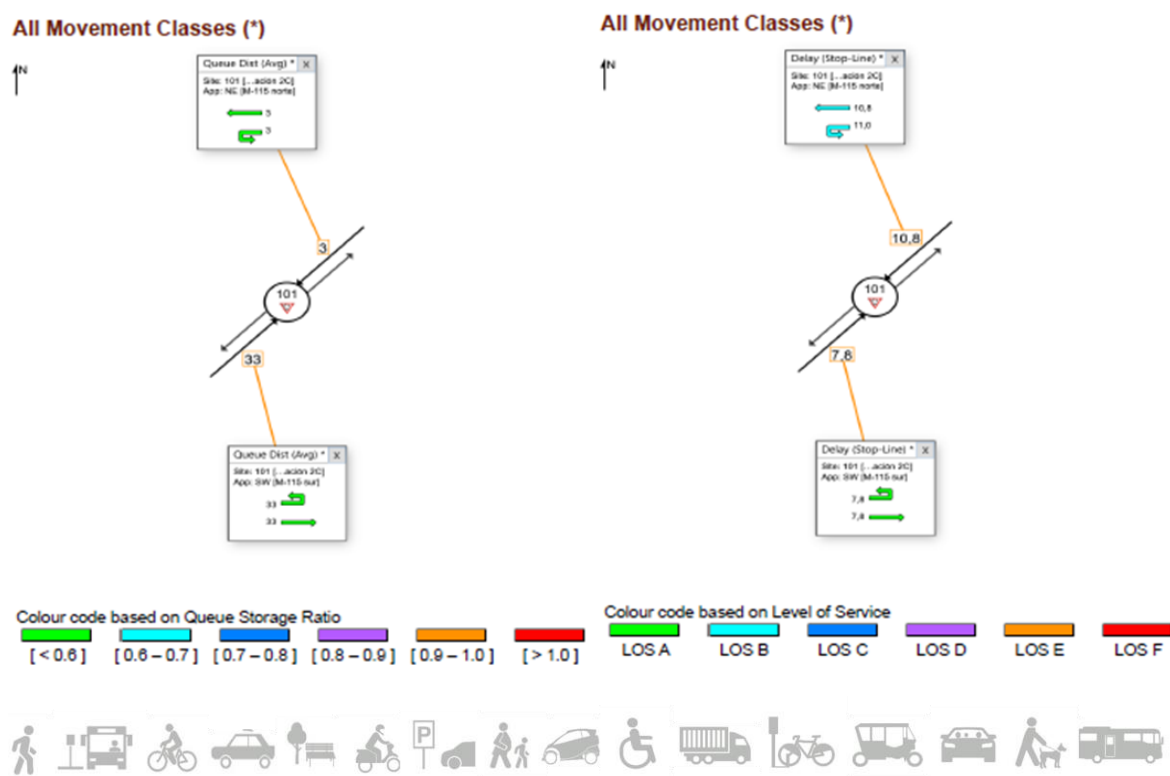 All Movement Classes (*)
N
Queue Dist (Avg) * x
Site: 101 [...ación 2C]
App: NE [M-115 norte]
3
3
3
101
33
Queue Dist (Avg) * x
Site: 101 [...ación 2C]
App: SW [M-115 sur]
33
33
Colour code based on Queue Storage Ratio
[ < 0.6 ] [ 0.6 – 0.7 ] [ 0.7 – 0.8 ] [ 0.8 – 0.9 ] [ 0.9 – 1.0 ] [ > 1.0 ]
All Movement Classes (*)
N
Delay (Stop-Line) * x
Site: 101 [...ación 2C]
App: NE [M-115 norte]
10,8
11,0
10,8
101
7,8
Delay (Stop-Line) * x
Site: 101 [...ación 2C]
App: SW [M-115 sur]
7,8
7,8
Colour code based on Level of Service
LOS A LOS B LOS C LOS D LOS E LOS F
P